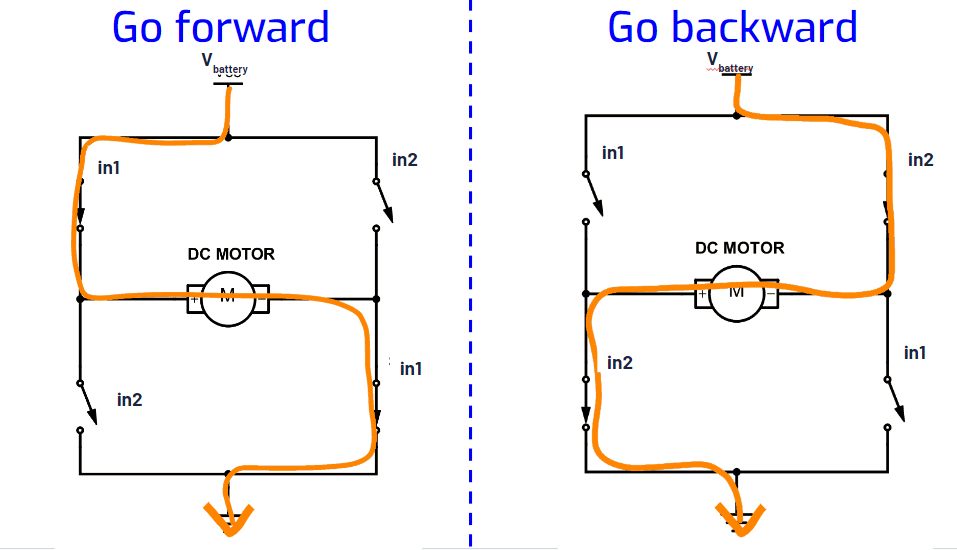 Go forward
Vbattery
in1
in2
DC MOTOR
+ M −
in2
in1
Go backward
Vbattery
in1
in2
DC MOTOR
+ M −
in2
in1